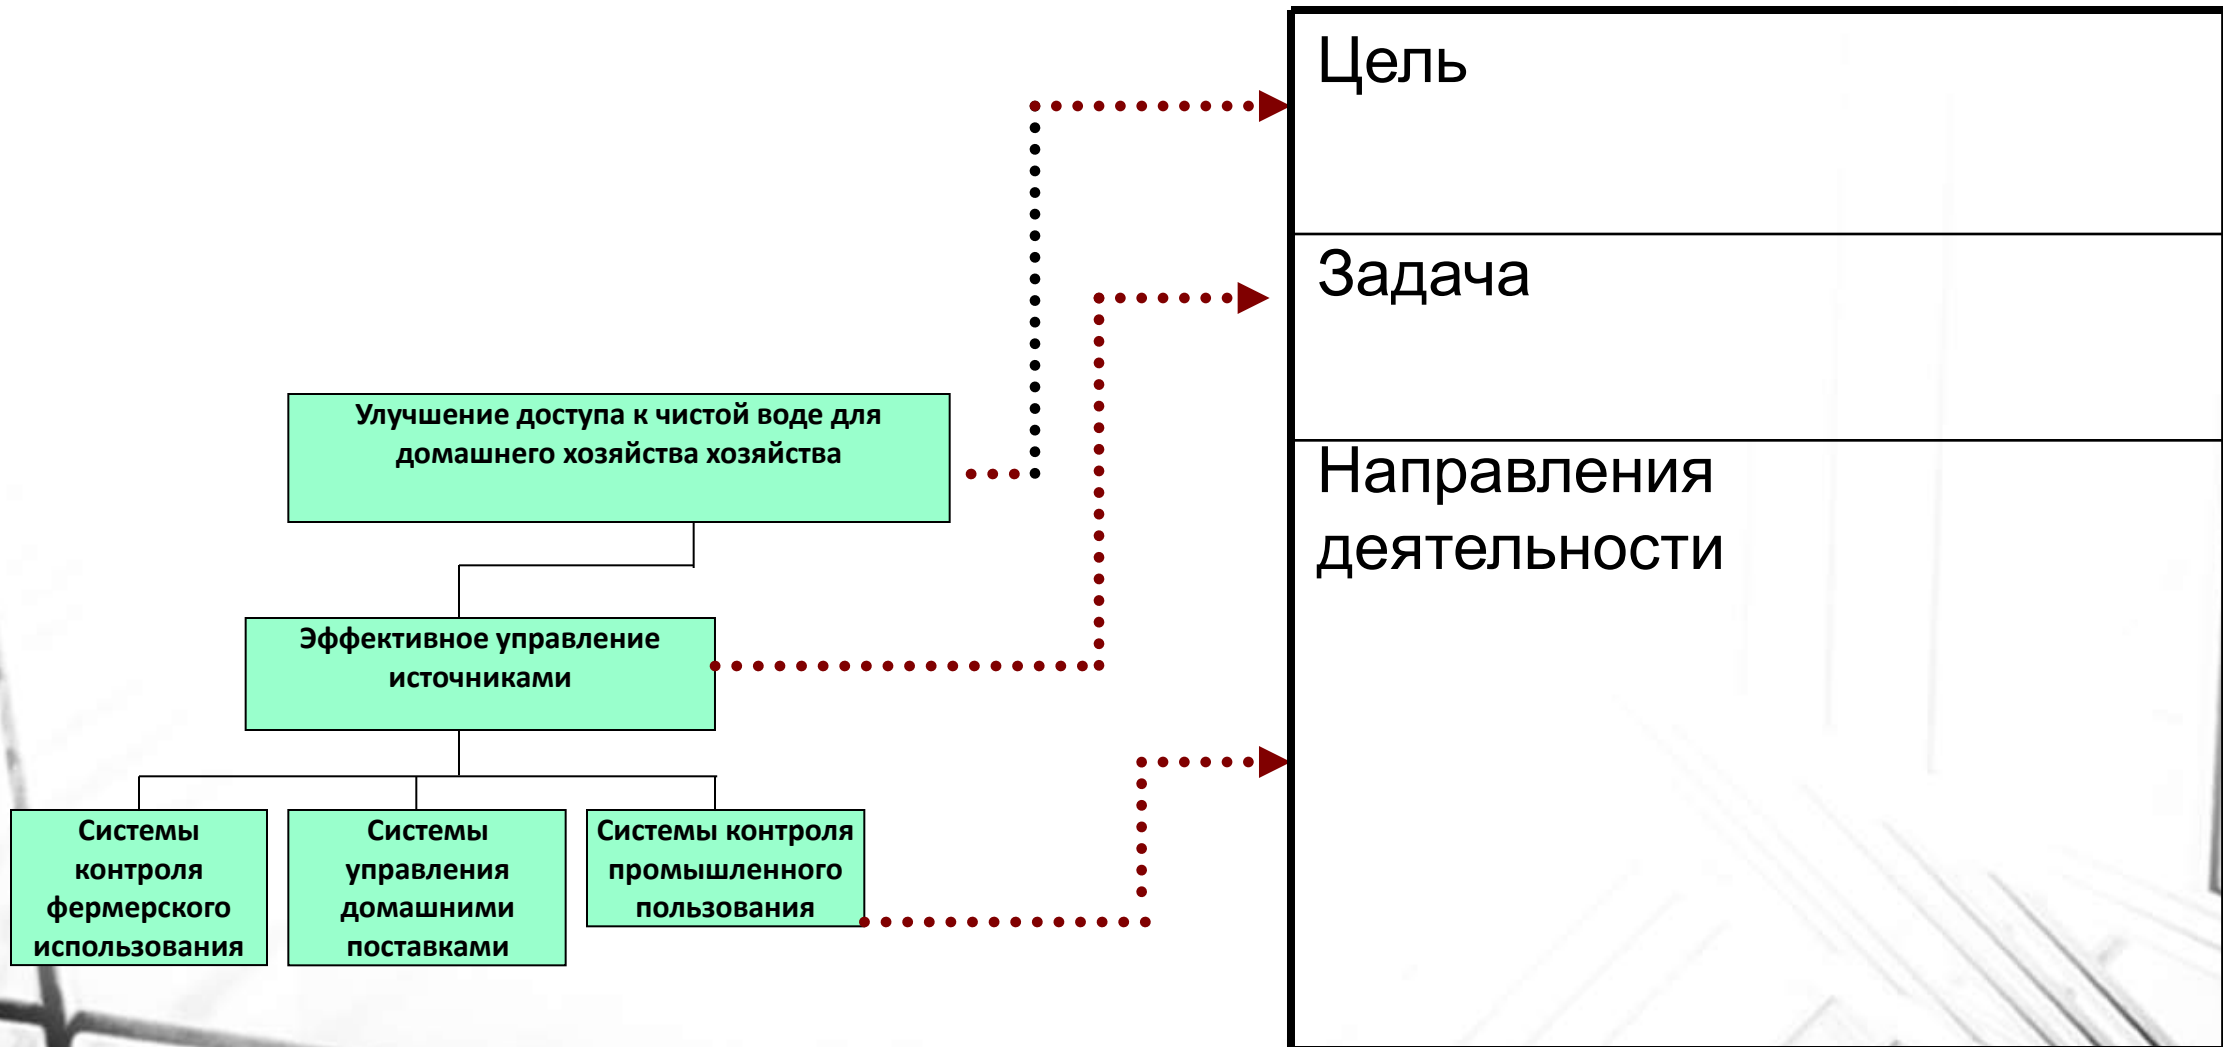 Цель
Задача
Направления
деятельности
Улучшение доступа к чистой воде для
домашнего хозяйства хозяйства
Эффективное управление
источниками
Системы
контроля
фермерского
использования
Системы
управления
домашними
поставками
Системы контроля
промышленного
пользования